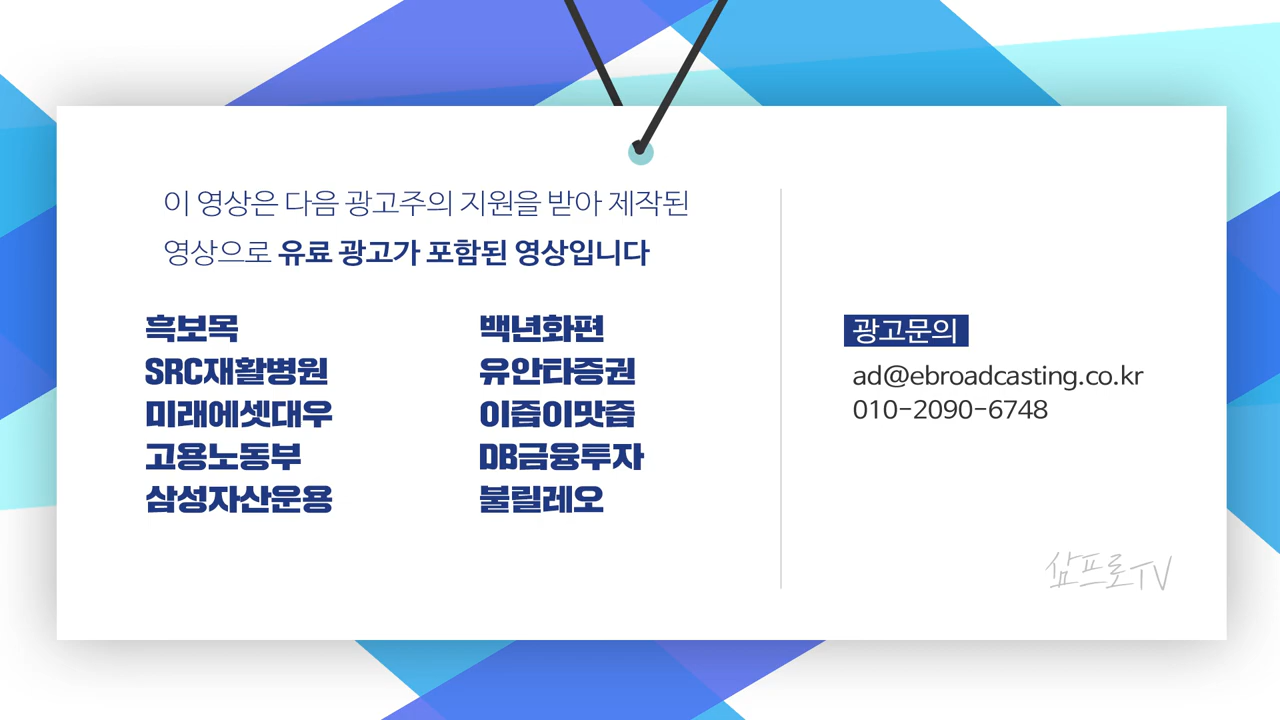 이 영상은 다음 광고주의 지원을 받아 제작된
영상으로 유료 광고가 포함된 영상입니다
흑보목
SRC재활병원
미래에셋대우
고용노동부
삼성자산운용
백년화편
유안타증권
이즙이맛즙
DB금융투자
불릴레오
광고문의
ad@ebroadcasting.co.kr
010-2090-6748
삼프로TV